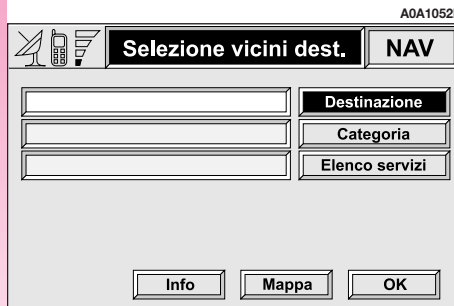 A0A1052
Selezione vicini dest. NAV
Destinazione
Categoria
Elenco servizi
Info Mappa OK